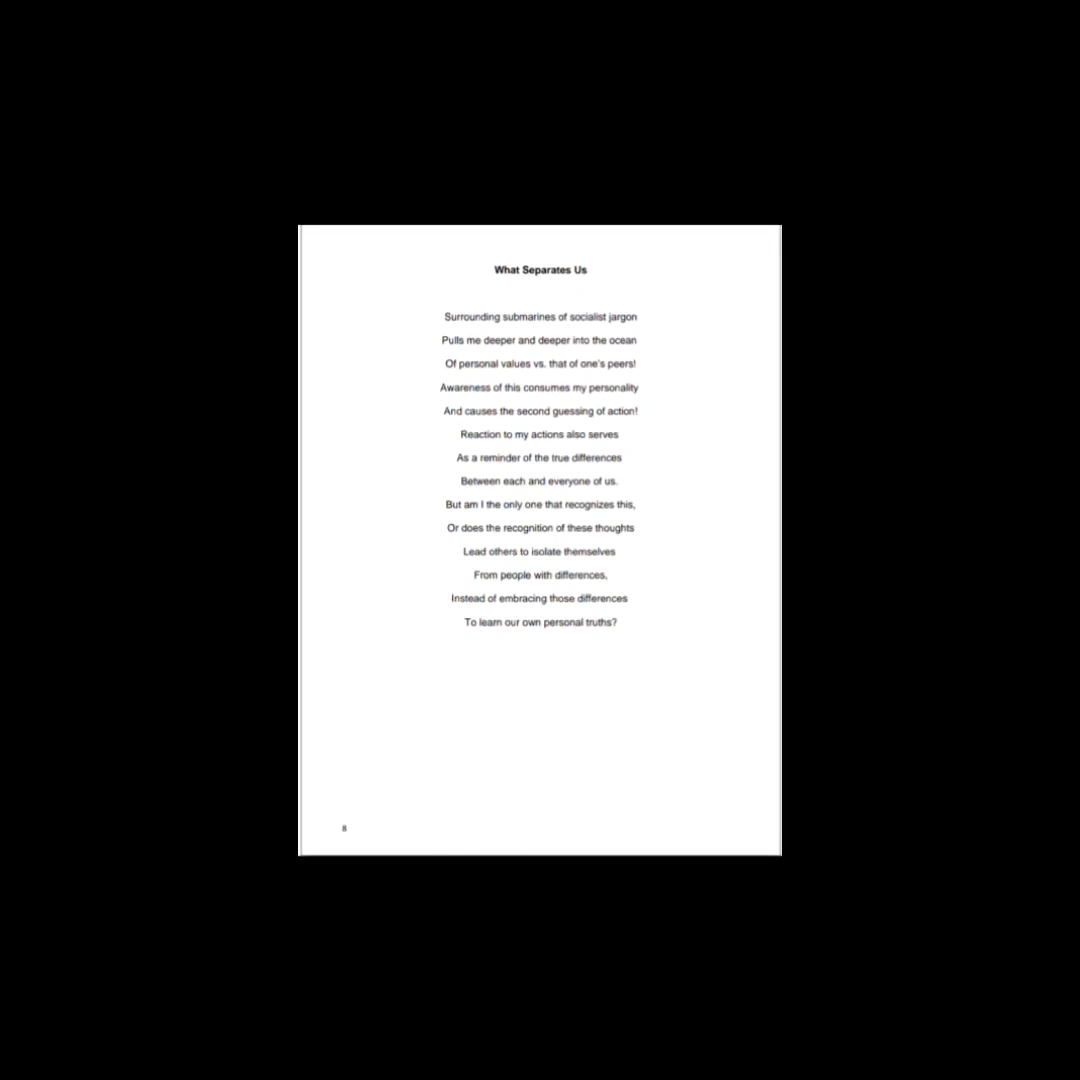 What Separates Us
Surrounding submarines of socialist jargon
Pulls me deeper and deeper into the ocean
Of personal values vs. that of one's peers!
Awareness of this consumes my personality
And causes the second guessing of action!
Reaction to my actions also serves
As a reminder of the true differences
Between each and everyone of us.
But am I the only one that recognizes this,
Or does the recognition of these thoughts
Lead others to isolate themselves
From people with differences,
Instead of embracing those differences
To learn our own personal truths?
8